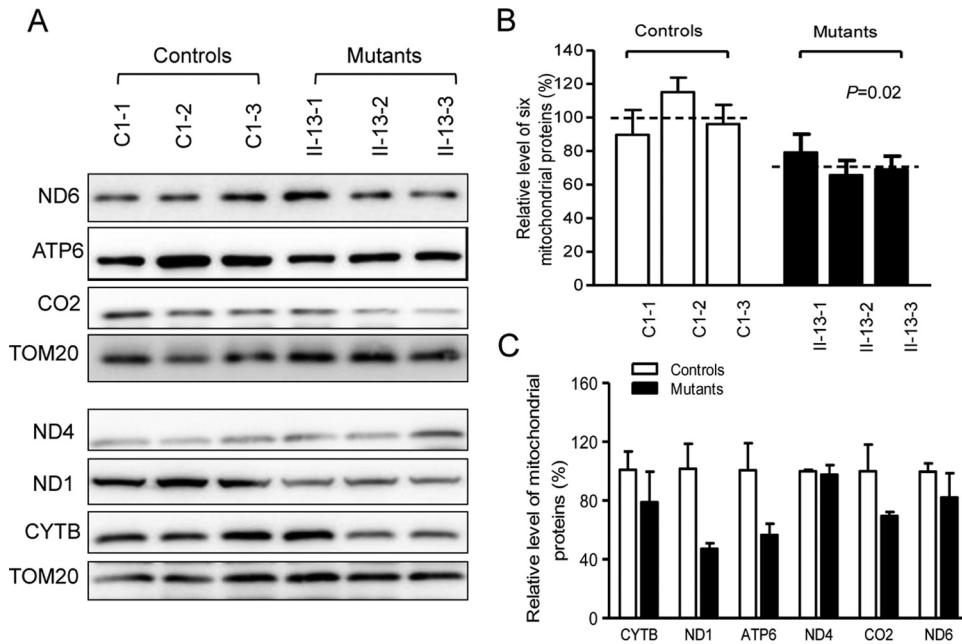 A
Controls
Mutants
C1-1
C1-2
C1-3
II-13-1
II-13-2
II-13-3
ND6
ATP6
CO2
TOM20
ND4
ND1
CYTB
TOM20
B
Controls
Mutants
Relative level of six
mitochondrial proteins (%)
140
120
100
80
60
40
20
0
P=0.02
C1-1
C1-2
C1-3
II-13-1
II-13-2
II-13-3
C
Controls
Mutants
Relative level of mitochondrial
proteins (%)
160
120
80
40
0
CYTB
ND1
ATP6
ND4
CO2
ND6